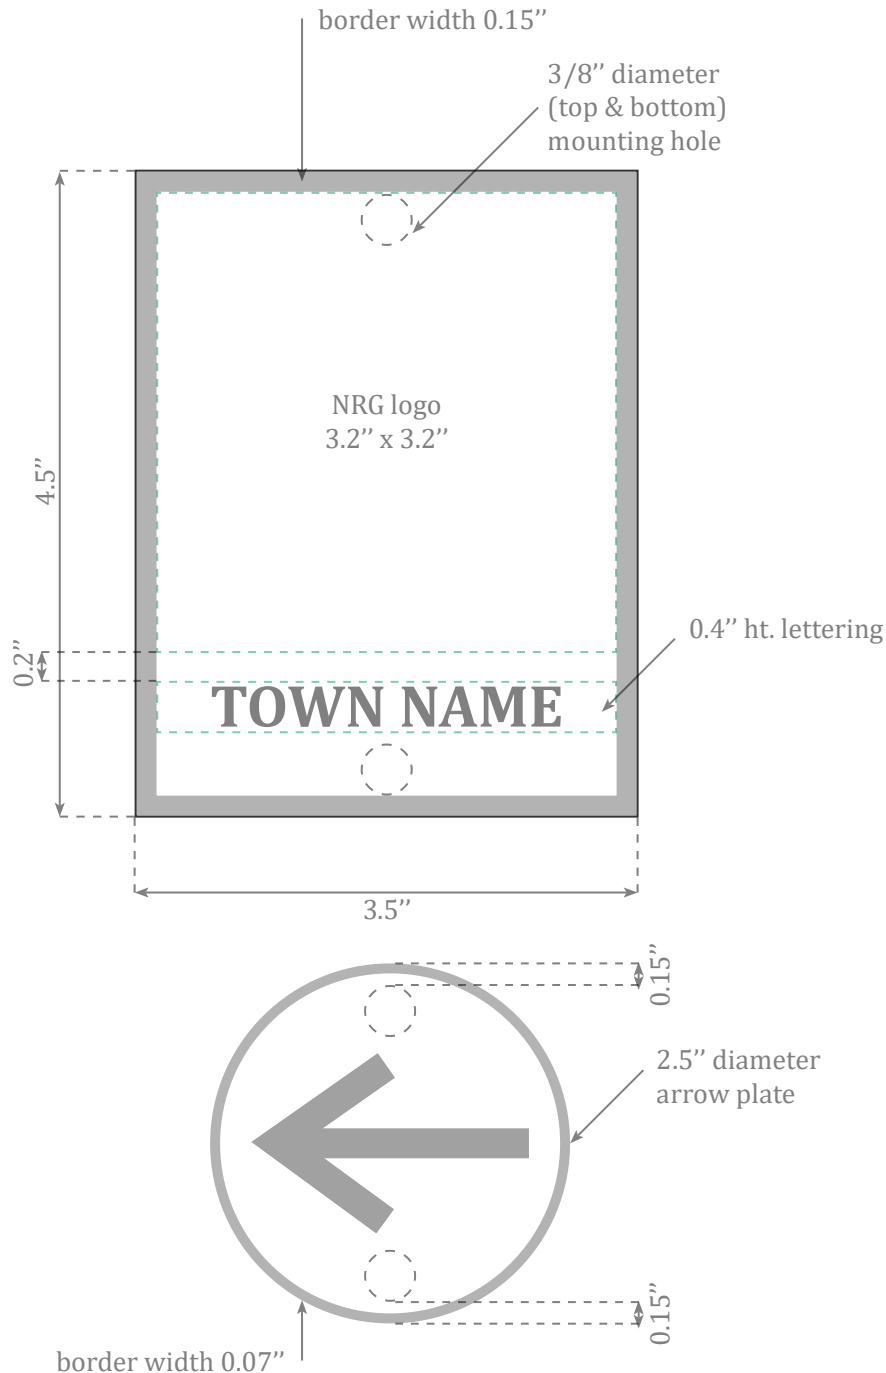 border width 0.15’’
3/8’’ diameter
(top & bottom)
mounting hole
NRG logo
3.2’’ x 3.2’’
4.5’’
0.2’’
0.4’’ ht. lettering
TOWN NAME
3.5’’
0.15’’
2.5’’ diameter
arrow plate
0.15’’
border width 0.07’’